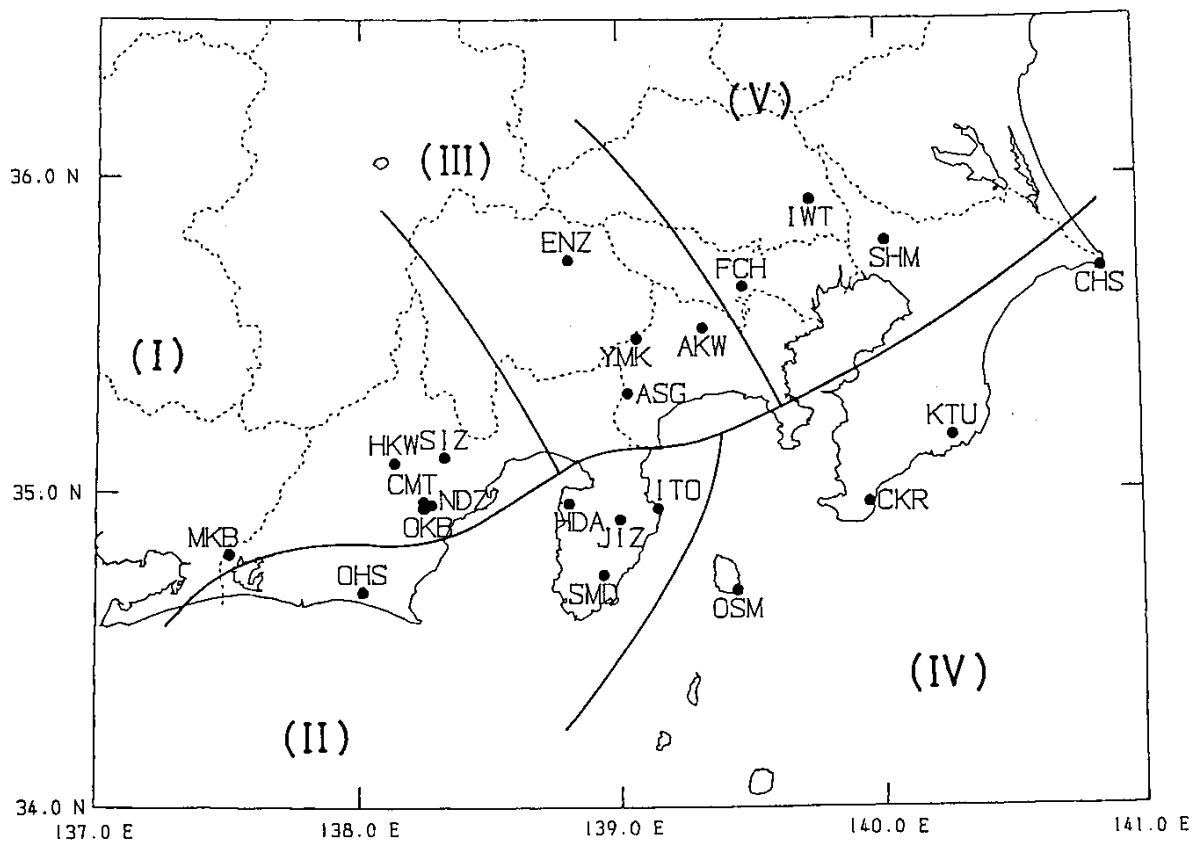 (V)
(III)
36.0 N
IWT
ENZ
SHM
FCH
CHS
(I)
YMK
AKW
ASG
KTU
HKW
SIZ
CMT
NDZ
ITO
35.0 N
CKR
OKB
HDA
JIZ
MKB
OHS
SMD
OSM
(IV)
(II)
34.0 N
137.0 E
138.0 E
139.0 E
140.0 E
141.0 E